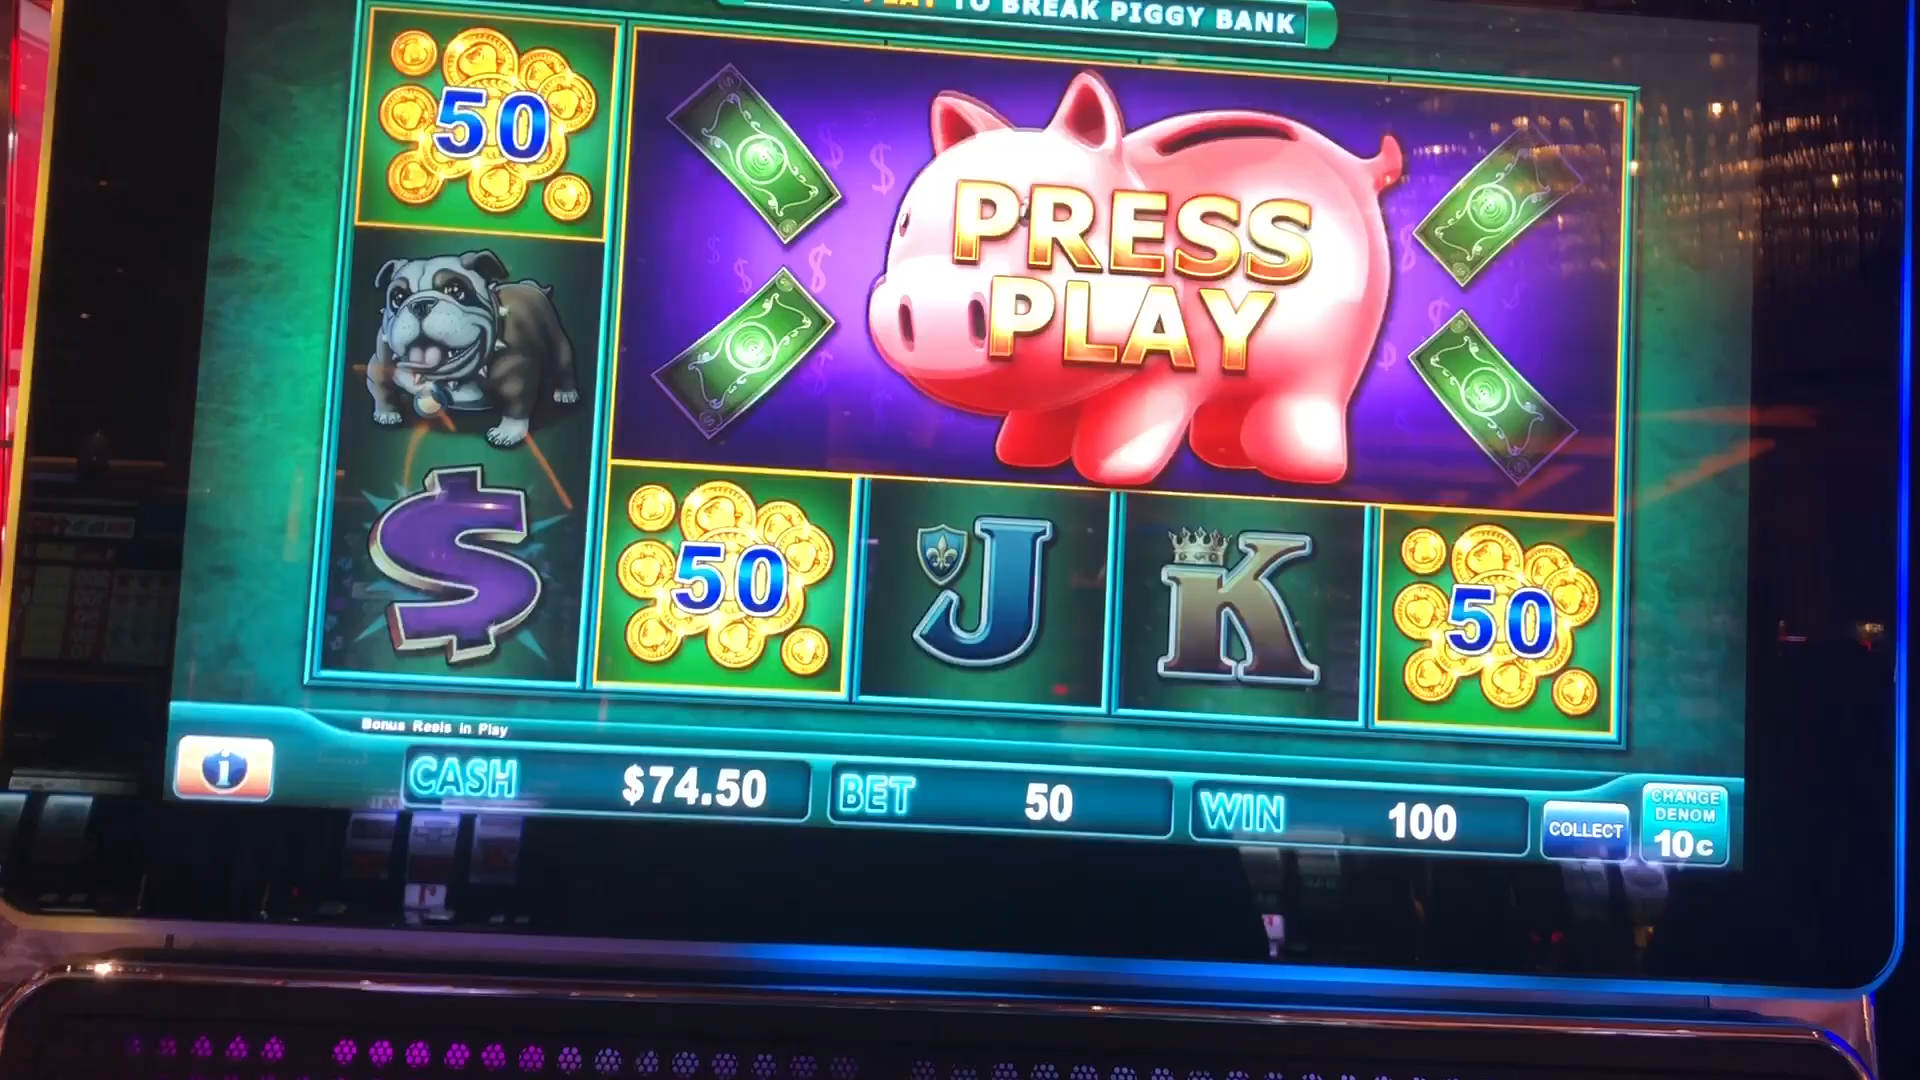 TO BREAK PIGGY BANK
50
PRESS
PLAY
$
50
J
K
50
Bonus Reels in Play
i
CASH $74.50
BET 50
WIN 100
COLLECT
CHANGE
DENOM
10c